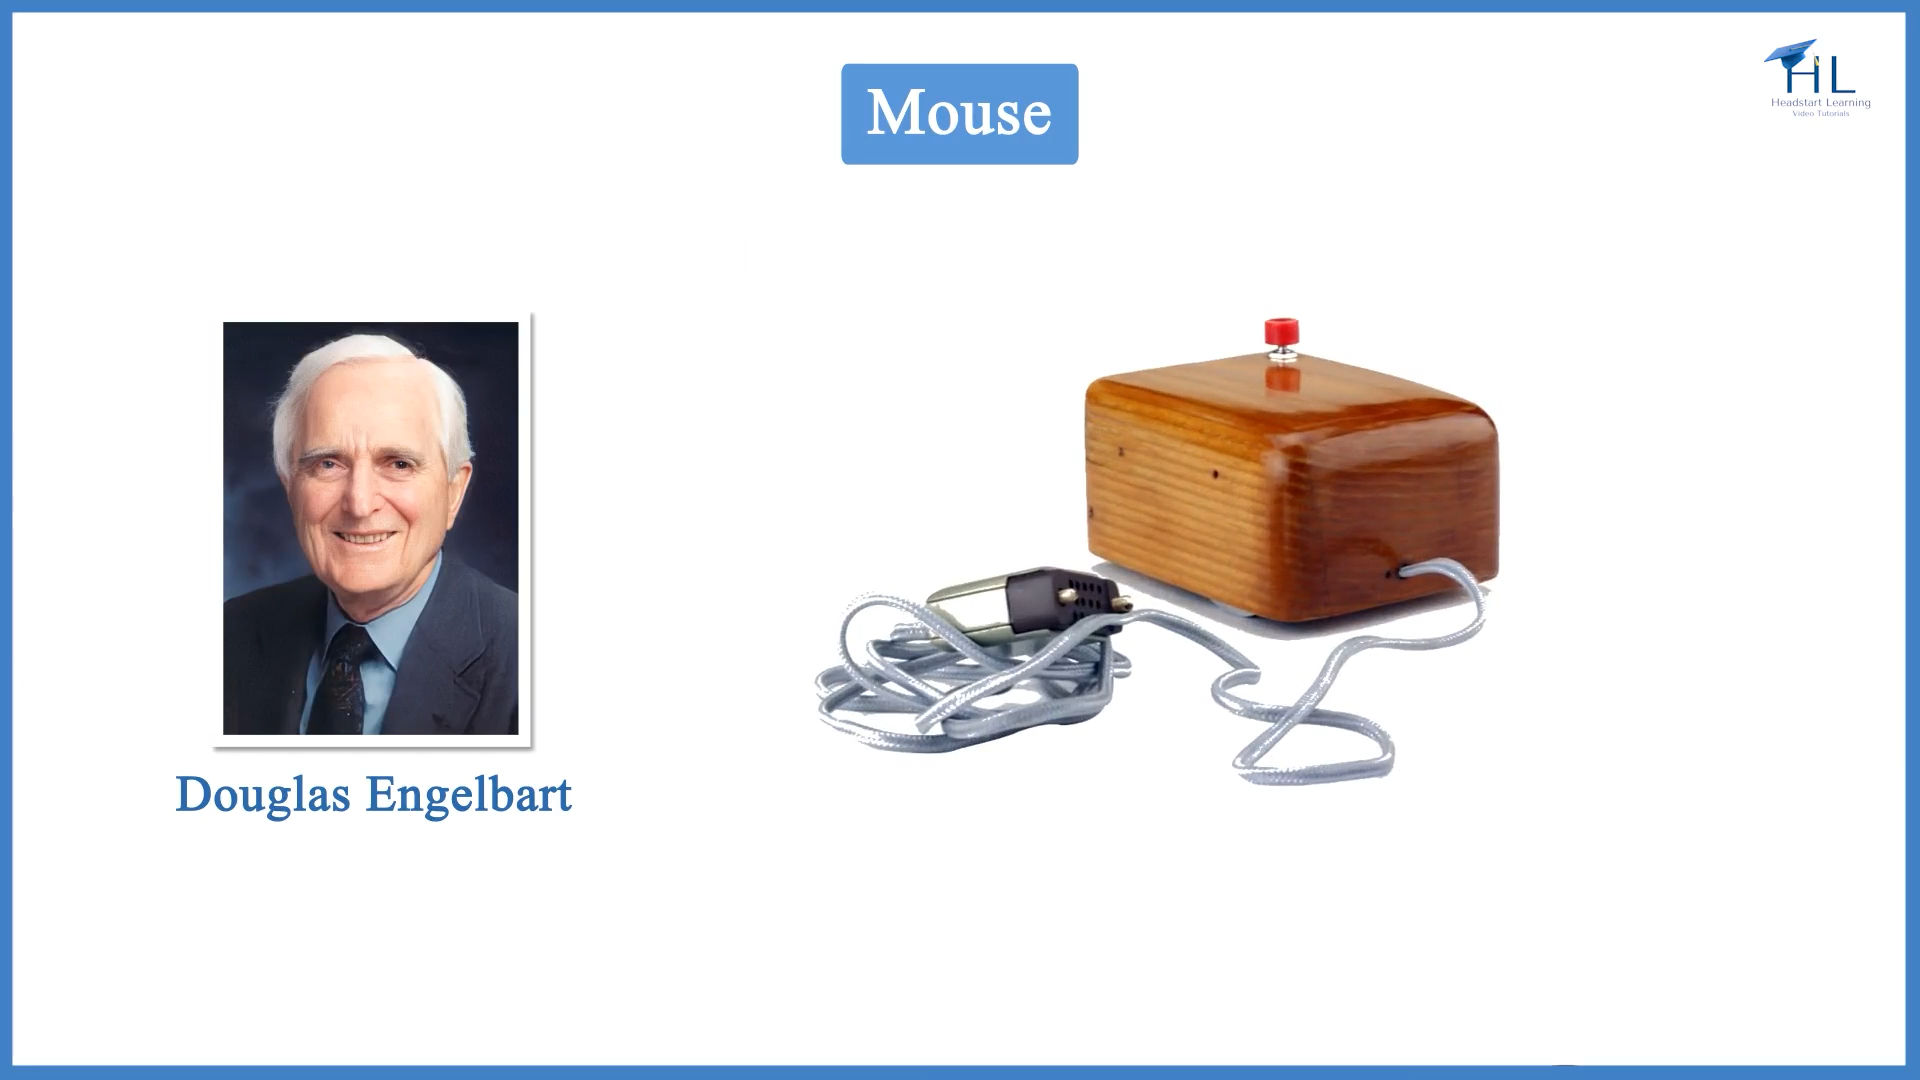 Mouse
HL
Headstart Learning
Video Tutorials
Douglas Engelbart